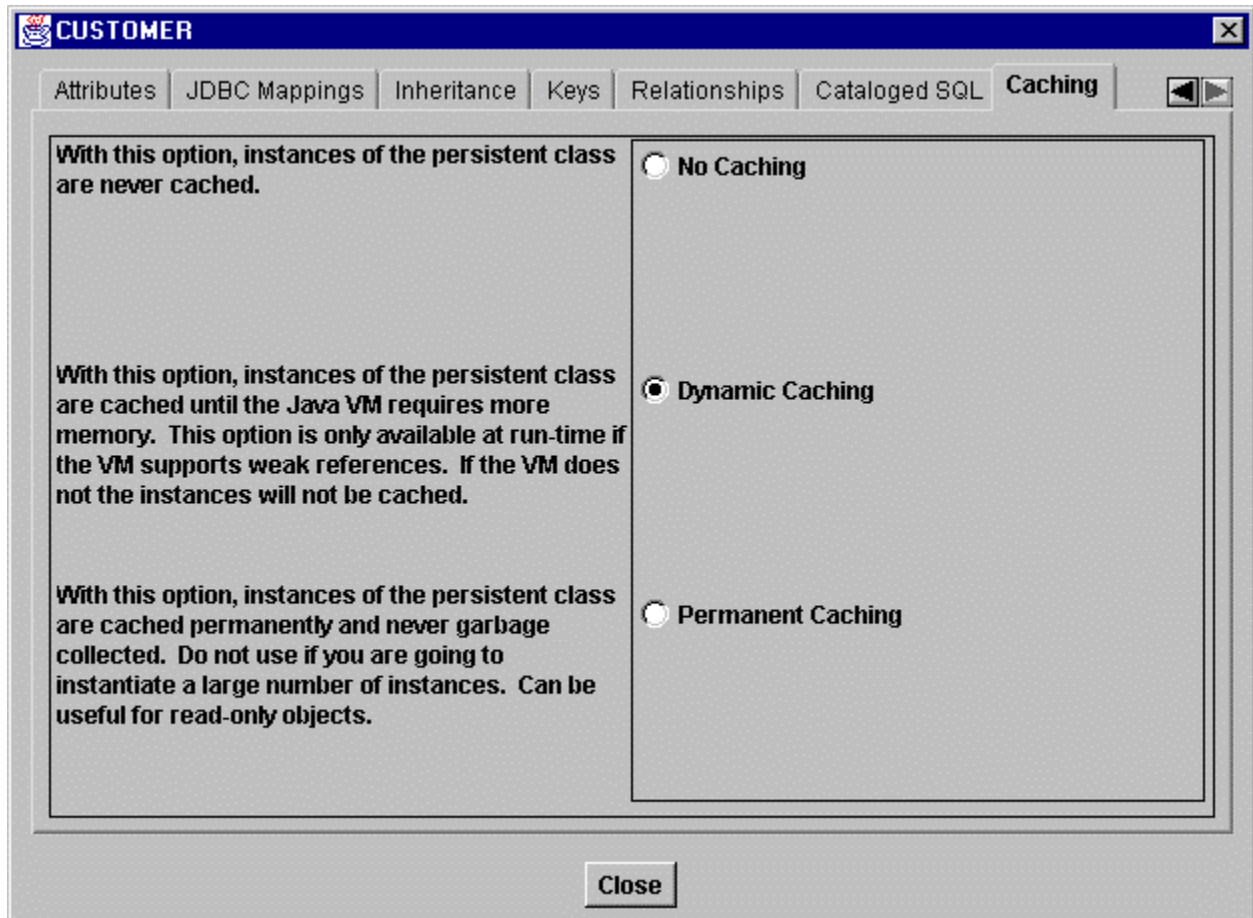 CUSTOMER
Attributes JDBC Mappings Inheritance Keys Relationships Cataloged SQL Caching
With this option, instances of the persistent class
are never cached.
No Caching
With this option, instances of the persistent class
are cached until the Java VM requires more
memory. This option is only available at run-time if
the VM supports weak references. If the VM does
not the instances will not be cached.
Dynamic Caching
With this option, instances of the persistent class
are cached permanently and never garbage
collected. Do not use if you are going to
instantiate a large number of instances. Can be
useful for read-only objects.
Permanent Caching
Close